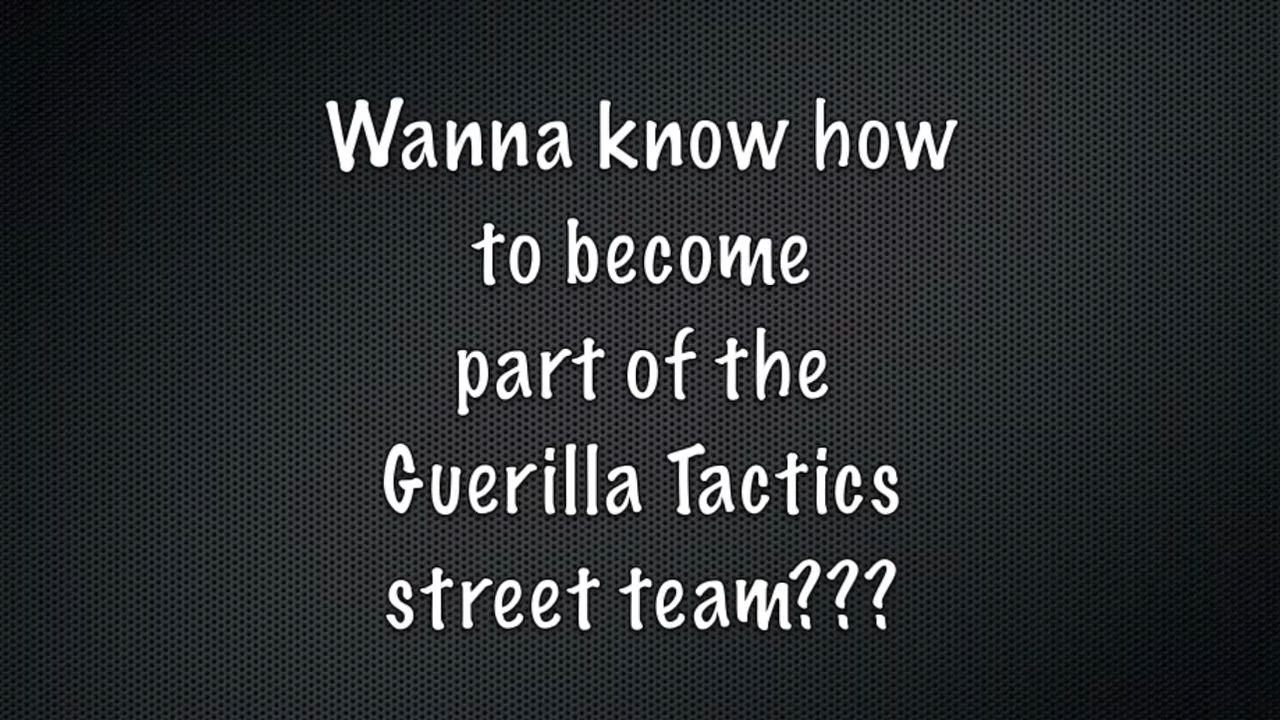 Wanna know how
to become
part of the
Guerilla Tactics
street team???